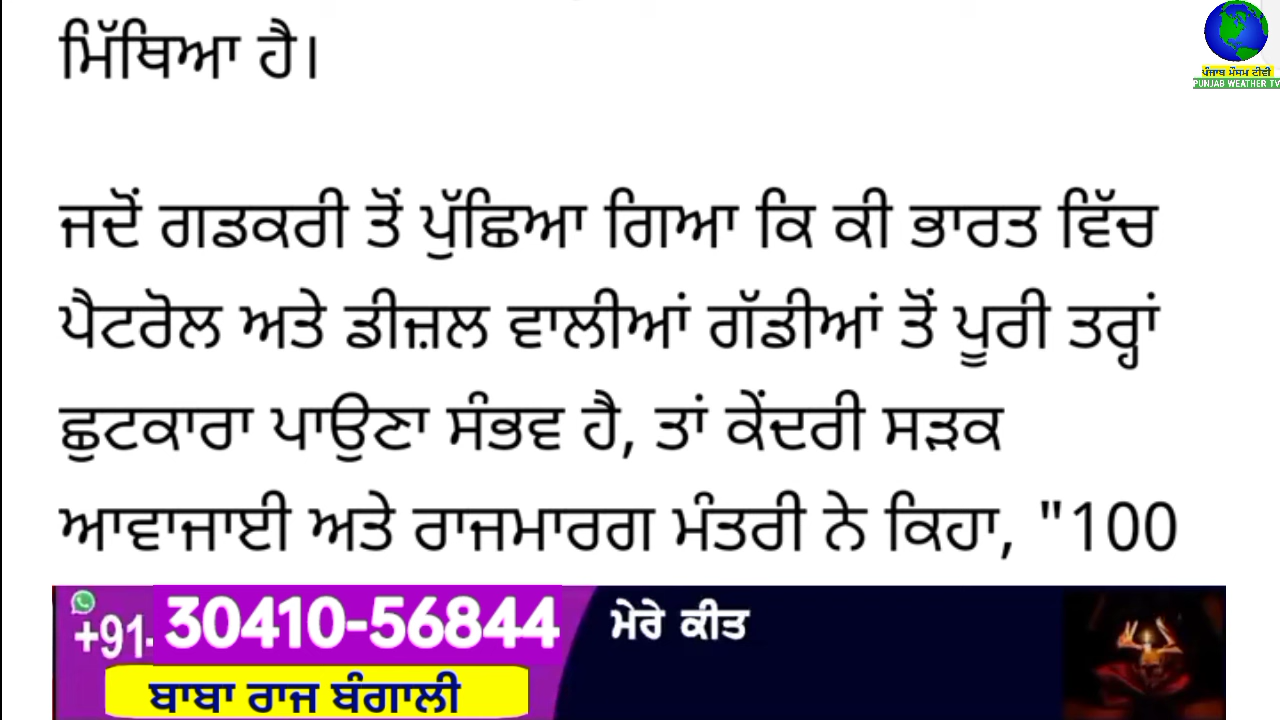 ਮਿੱਥਿਆ ਹੈ।
ਪੰਜਾਬ ਮੌਸਮ ਟੀਵੀ
PUNJAB WEATHER TV
ਜਦੋਂ ਗਡਕਰੀ ਤੋਂ ਪੁੱਛਿਆ ਗਿਆ ਕਿ ਕੀ ਭਾਰਤ ਵਿੱਚ
ਪੈਟਰੋਲ ਅਤੇ ਡੀਜ਼ਲ ਵਾਲੀਆਂ ਗੱਡੀਆਂ ਤੋਂ ਪੂਰੀ ਤਰ੍ਹਾਂ
ਛੁਟਕਾਰਾ ਪਾਉਣਾ ਸੰਭਵ ਹੈ, ਤਾਂ ਕੇਂਦਰੀ ਸੜਕ
ਆਵਾਜਾਈ ਅਤੇ ਰਾਜਮਾਰਗ ਮੰਤਰੀ ਨੇ ਕਿਹਾ, "100
+91- 30410-56844
ਮੇਰੇ ਕੀਤ
ਬਾਬਾ ਰਾਜ ਬੰਗਾਲੀ